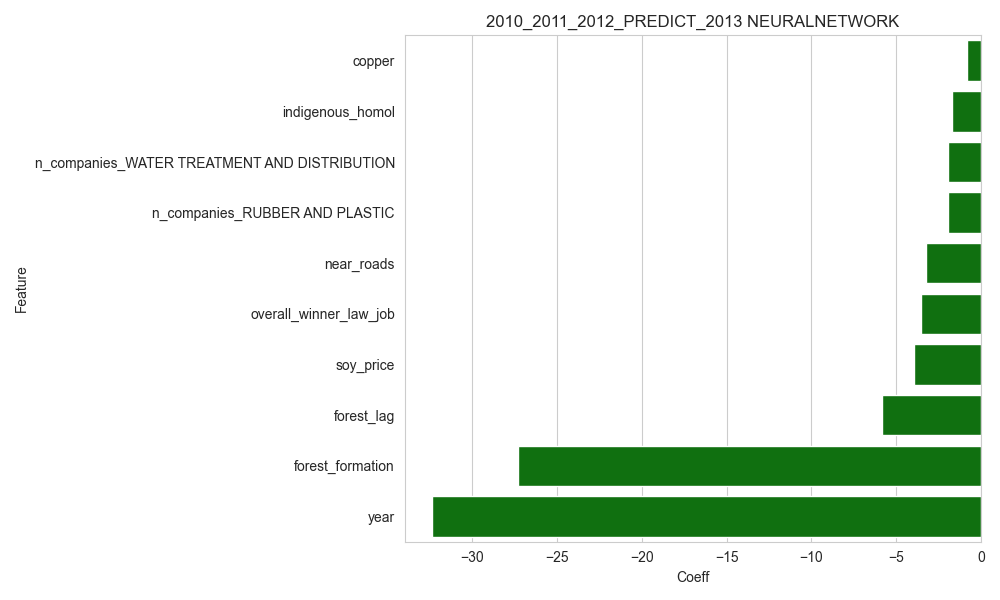 2010_2011_2012_PREDICT_2013 NEURALNETWORK
copper
indigenous_homol
n_companies_WATER TREATMENT AND DISTRIBUTION
n_companies_RUBBER AND PLASTIC
near_roads
overall_winner_law_job
soy_price
forest_lag
forest_formation
year
Feature
−30 −25 −20 −15 −10 −5 0
Coeff